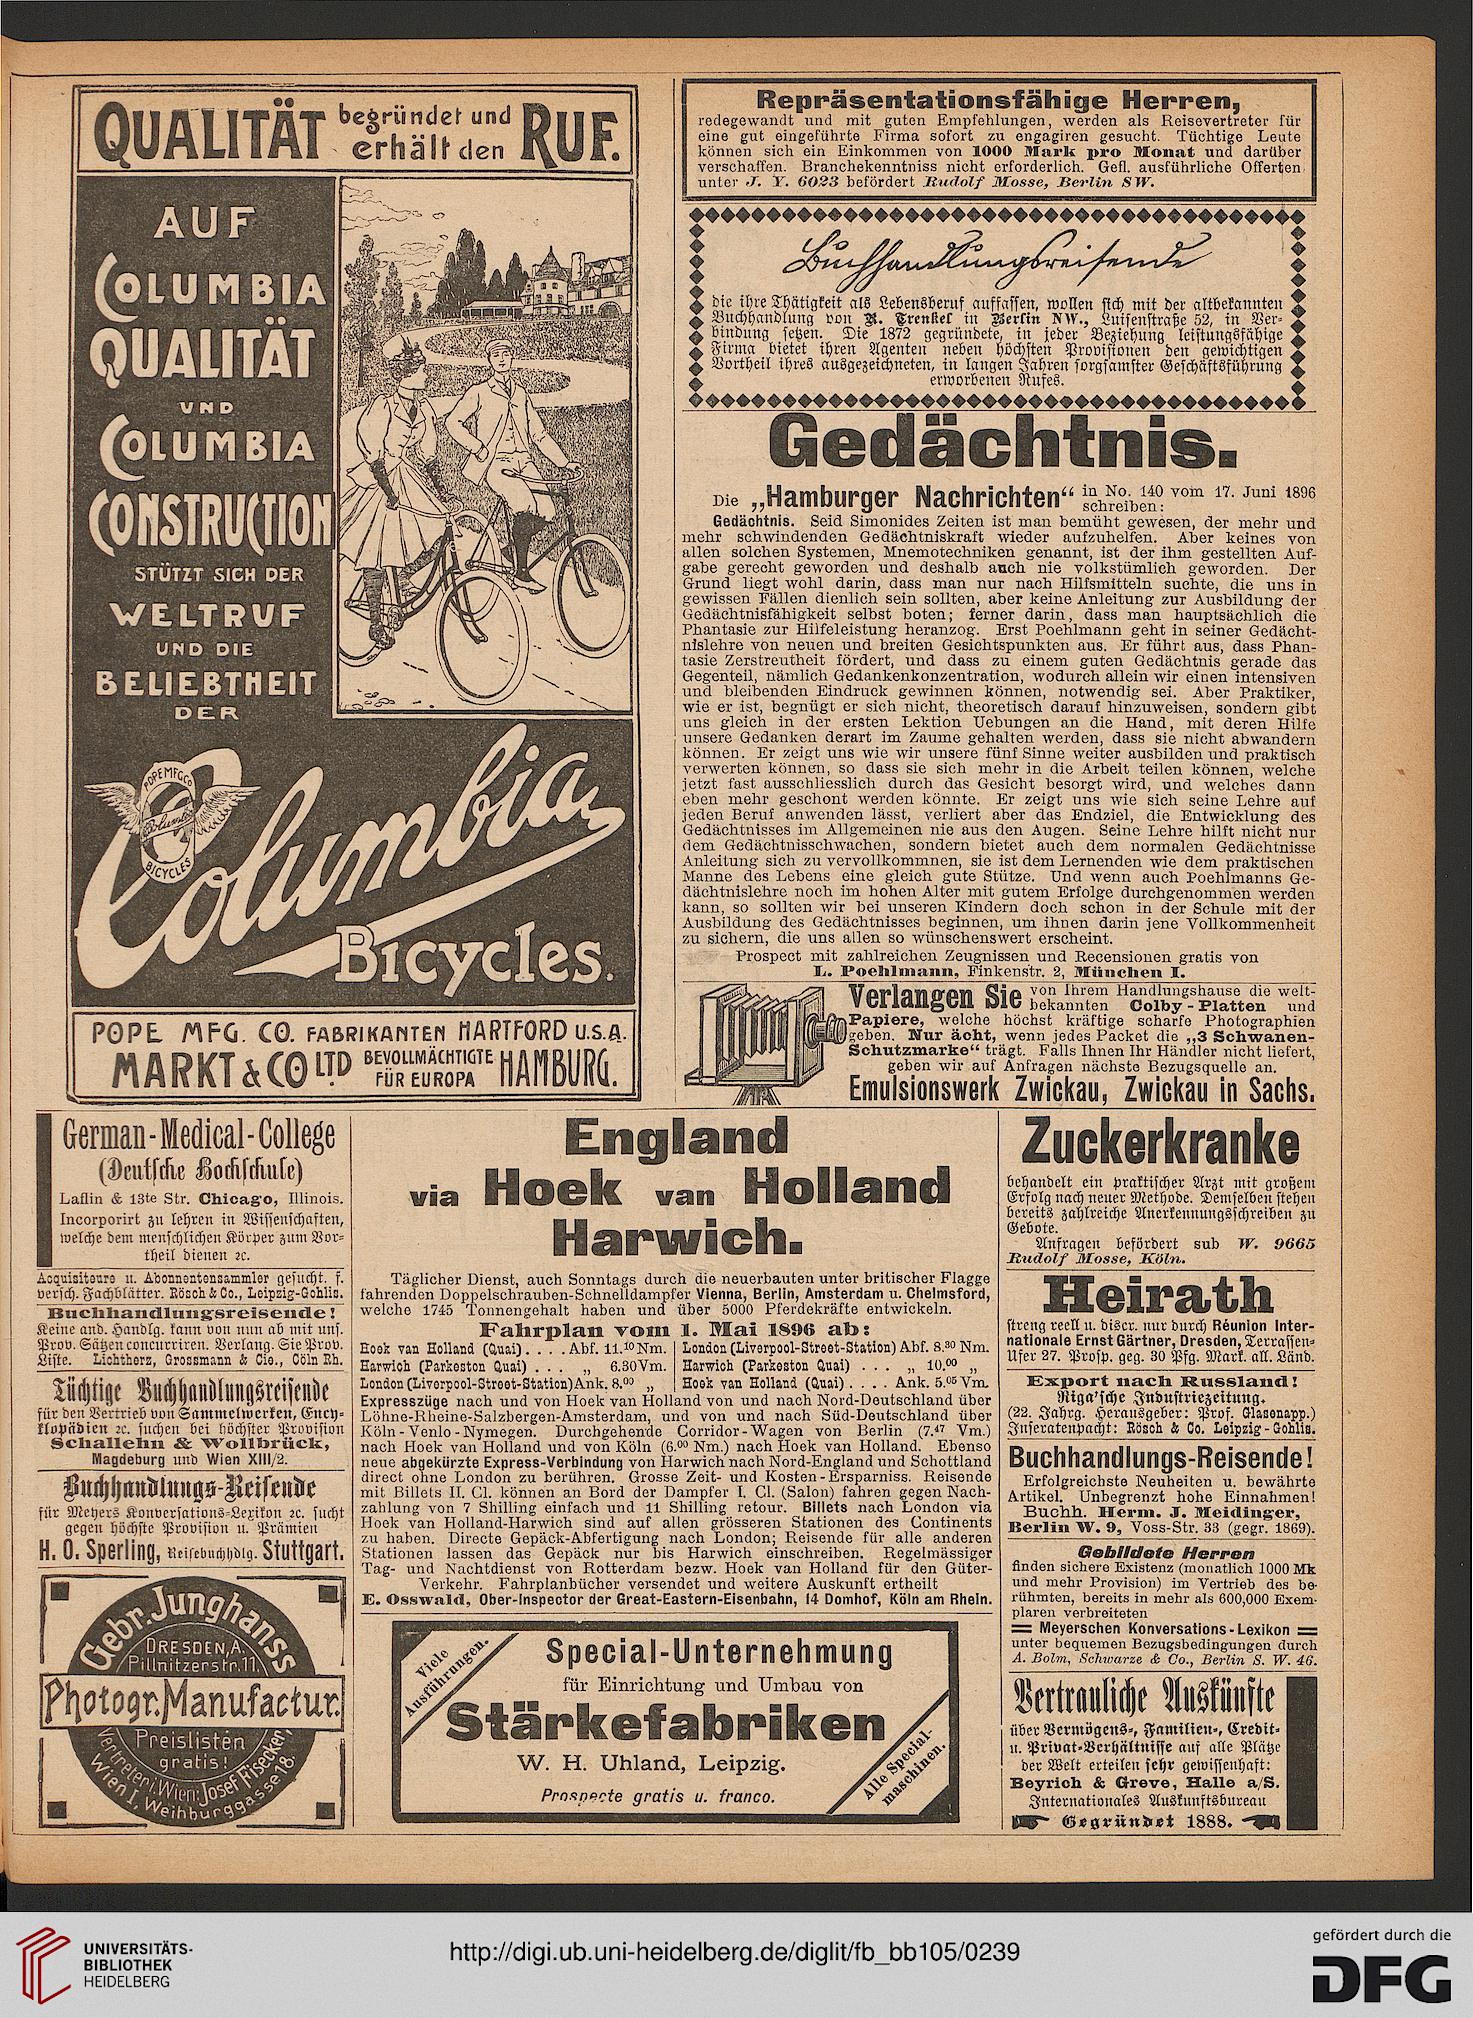 QUALITÄT begründet und erhält den RUF.
AUF
COLUMBIA
QUALITÄT
UND
COLUMBIA
CONSTRUCTION
STÜTZT SICH DER
WELTRUF
UND DIE
BELIEBTHEIT
DER
POPE MFG CO
Columbia
BICYCLES
Columbia
Bicycles.
POPE MFG. CO. FABRIKANTEN HARTFORD U.S.A.
MARKT & CO LTD BEVOLLMÄCHTIGTE FÜR EUROPA HAMBURG.
Repräsentationsfähige Herren,
redegewandt und mit guten Empfehlungen, werden als Reisevertreter für
eine gut eingeführte Firma sofort zu engagiren gesucht. Tüchtige Leute
können sich ein Einkommen von 1000 Mark pro Monat und darüber
verschaffen. Branchekenntniss nicht erforderlich. Gefl. ausführliche Offerten
unter J. Y. 6023 befördert Rudolf Mosse, Berlin SW.
Buchhandlungsreisende
die ihre Thätigkeit als Lebensberuf auffassen, wollen sich mit der altbekannten
Buchhandlung von R. Trenkel in Berlin NW., Luisenstraße 52, in Ver-
bindung setzen. Die 1872 gegründete, in jeder Beziehung leistungsfähige
Firma bietet ihren Agenten neben höchsten Provisionen den gewichtigen
Vortheil ihres ausgezeichneten, in langen Jahren sorgsamster Geschäftsführung
erworbenen Rufes.
Gedächtnis.
Die „Hamburger Nachrichten“ in No. 140 vom 17. Juni 1896 schreiben:
Gedächtnis. Seid Simonides Zeiten ist man bemüht gewesen, der mehr und
mehr schwindenden Gedächtniskraft wieder aufzuhelfen. Aber keines von
allen solchen Systemen, Mnemotechniken genannt, ist der ihm gestellten Auf-
gabe gerecht geworden und deshalb auch nie volkstümlich geworden. Der
Grund liegt wohl darin, dass man nur nach Hilfsmitteln suchte, die uns in
gewissen Fällen dienlich sein sollten, aber keine Anleitung zur Ausbildung der
Gedächtnisfähigkeit selbst boten; ferner darin, dass man hauptsächlich die
Phantasie zur Hilfeleistung heranzog. Erst Poehlmann geht in seiner Gedächt-
nislehre von neuen und breiten Gesichtspunkten aus. Er führt aus, dass Phan-
tasie Zerstreutheit fördert, und dass zu einem guten Gedächtnis gerade das
Gegenteil, nämlich Gedankenkonzentration, wodurch allein wir einen intensiven
und bleibenden Eindruck gewinnen können, notwendig sei. Aber Praktiker,
wie er ist, begnügt er sich nicht, theoretisch darauf hinzuweisen, sondern gibt
uns gleich in der ersten Lektion Uebungen an die Hand, mit deren Hilfe
unsere Gedanken derart im Zaume gehalten werden, dass sie nicht abwandern
können. Er zeigt uns wie wir unsere fünf Sinne weiter ausbilden und praktisch
verwerten können, so dass sie sich mehr in die Arbeit teilen können, welche
jetzt fast ausschliesslich durch das Gesicht besorgt wird, und welches dann
eben mehr geschont werden könnte. Er zeigt uns wie sich seine Lehre auf
jeden Beruf anwenden lässt, verliert aber das Endziel, die Entwicklung des
Gedächtnisses im Allgemeinen nie aus den Augen. Seine Lehre hilft nicht nur
dem Gedächtnisschwachen, sondern bietet auch dem normalen Gedächtnisse
Anleitung sich zu vervollkommnen, sie ist dem Lernenden wie dem praktischen
Manne des Lebens eine gleich gute Stütze. Und wenn auch Poehlmanns Ge-
dächtnislehre noch im hohen Alter mit gutem Erfolge durchgenommen werden
kann, so sollten wir bei unseren Kindern doch schon in der Schule mit der
Ausbildung des Gedächtnisses beginnen, um ihnen darin jene Vollkommenheit
zu sichern, die uns allen so wünschenswert erscheint.
Prospect mit zahlreichen Zeugnissen und Recensionen gratis von
L. Poehlmann, Finkenstr. 2, München I.
Verlangen Sie von Ihrem Handlungshause die welt-
bekannten Colby-Platten und
Papiere, welche höchst kräftige scharfe Photographien
geben. Nur ächt, wenn jedes Packet die „3 Schwanen-
Schutzmarke“ trägt. Falls Ihnen Ihr Händler nicht liefert,
geben wir auf Anfragen nächste Bezugsquelle an.
Emulsionswerk Zwickau, Zwickau in Sachs.
German-Medical-College
(Deutsche Hochschule)
Laflin & 13te Str. Chicago, Illinois.
Incorporirt zu lehren in Wissenschaften,
welche dem menschlichen Körper zum Vor-
theil dienen ꝛc.
Acquisiteure u. Abonnentensammler gesucht. f.
versch. Fachblätter. Rösch & Co., Leipzig-Gohlis.
Buchhandlungsreisende!
Keine and. Handlg. kann von nun ab mit uns.
Prov. Sätzen concurriren. Verlang. Sie Prov.
Liste. Lichtherz, Grossmann & Cie., Cöln Rh.
Tüchtige Buchhandlungsreisende
für den Vertrieb von Sammelwerken, Ency-
klopädien ꝛc. suchen bei höchster Provision
Schallehn & Wollbrück,
Magdeburg und Wien XIII/2.
Buchhandlungs-Reisende
für Meyers Konversations-Lexikon ꝛc. sucht
gegen höchste Provision u. Prämien
H. O. Sperling, Reisebuchhdlg. Stuttgart.
Gebr. Junghanss
DRESDEN, A.
Pillnitzerstr. 11.
Photogr. Manufactur.
Preislisten
gratis!
Vertreter i. Wien: Josef Fisecker
Wien I, Weihburggasse 18.
England
via Hoek van Holland
Harwich.
Täglicher Dienst, auch Sonntags durch die neuerbauten unter britischer Flagge
fahrenden Doppelschrauben-Schnelldampfer Vienna, Berlin, Amsterdam u. Chelmsford,
welche 1745 Tonnengehalt haben und über 5000 Pferdekräfte entwickeln.
Fahrplan vom 1. Mai 1896 ab:
Hoek van Holland (Quai). . . . Abf. 11.10 Nm. | London (Liverpool-Street-Station) Abf. 8.30 Nm.
Harwich (Parkeston Quai) . . . „ 6.30 Vm. | Harwich (Parkeston Quai) . . . „ 10.00 „
London (Liverpool-Street-Station) Ank. 8.00 „ | Hoek van Holland (Quai) . . . . Ank. 5.05 Vm.
Expresszüge nach und von Hoek van Holland von und nach Nord-Deutschland über
Löhne-Rheine-Salzbergen-Amsterdam, und von und nach Süd-Deutschland über
Köln-Venlo-Nymegen. Durchgehende Corridor-Wagen von Berlin (7.47 Vm.)
nach Hoek van Holland und von Köln (6.00 Nm.) nach Hoek van Holland. Ebenso
neue abgekürzte Express-Verbindung von Harwich nach Nord-England und Schottland
direct ohne London zu berühren. Grosse Zeit- und Kosten-Ersparniss. Reisende
mit Billets II. Cl. können an Bord der Dampfer I. Cl. (Salon) fahren gegen Nach-
zahlung von 7 Shilling einfach und 11 Shilling retour. Billets nach London via
Hoek van Holland-Harwich sind auf allen grösseren Stationen des Continents
zu haben. Directe Gepäck-Abfertigung nach London; Reisende für alle anderen
Stationen lassen das Gepäck nur bis Harwich einschreiben. Regelmässiger
Tag- und Nachtdienst von Rotterdam bezw. Hoek van Holland für den Güter-
Verkehr. Fahrplanbücher versendet und weitere Auskunft ertheilt
E. Osswald, Ober-Inspector der Great-Eastern-Eisenbahn, 14 Domhof, Köln am Rhein.
Viele Ausführungen.
Special-Unternehmung
für Einrichtung und Umbau von
Stärkefabriken
W. H. Uhland, Leipzig.
Prospecte gratis u. franco.
Alle Special-maschinen.
Zuckerkranke
behandelt ein praktischer Arzt mit großem
Erfolg nach neuer Methode. Demselben stehen
bereits zahlreiche Anerkennungsschreiben zu
Gebote.
Anfragen befördert sub W. 9665
Rudolf Mosse, Köln.
Heirath
streng reell u. discr. nur durch Réunion Inter-
nationale Ernst Gärtner, Dresden, Terrassen-
Ufer 27. Prosp. geg. 30 Pfg. Mark. all. Länd.
Export nach Russland!
Riga'sche Industriezeitung.
(22. Jahrg. Herausgeber: Prof. Glasenapp.)
Inseratenpacht: Rösch & Co. Leipzig-Gohlis.
Buchhandlungs-Reisende!
Erfolgreichste Neuheiten u. bewährte
Artikel. Unbegrenzt hohe Einnahmen!
Buchh. Herm. J. Meidinger,
Berlin W. 9, Voss-Str. 33 (gegr. 1869).
Gebildete Herren
finden sichere Existenz (monatlich 1000 Mk
und mehr Provision) im Vertrieb des be-
rühmten, bereits in mehr als 600,000 Exem-
plaren verbreiteten
Meyerschen Konversations-Lexikon
unter bequemen Bezugsbedingungen durch
A. Bolm, Schwarze & Co., Berlin S. W. 46.
Vertrauliche Auskünfte
über Vermögens-, Familien-, Credit-
u. Privat-Verhältnisse auf alle Plätze
der Welt erteilen sehr gewissenhaft:
Beyrich & Greve, Halle a/S.
Internationales Auskunftsbureau
Gegründet 1888.
UNIVERSITÄTS-
BIBLIOTHEK
HEIDELBERG
http://digi.ub.uni-heidelberg.de/diglit/fb_bb105/0239
gefördert durch die
DFG